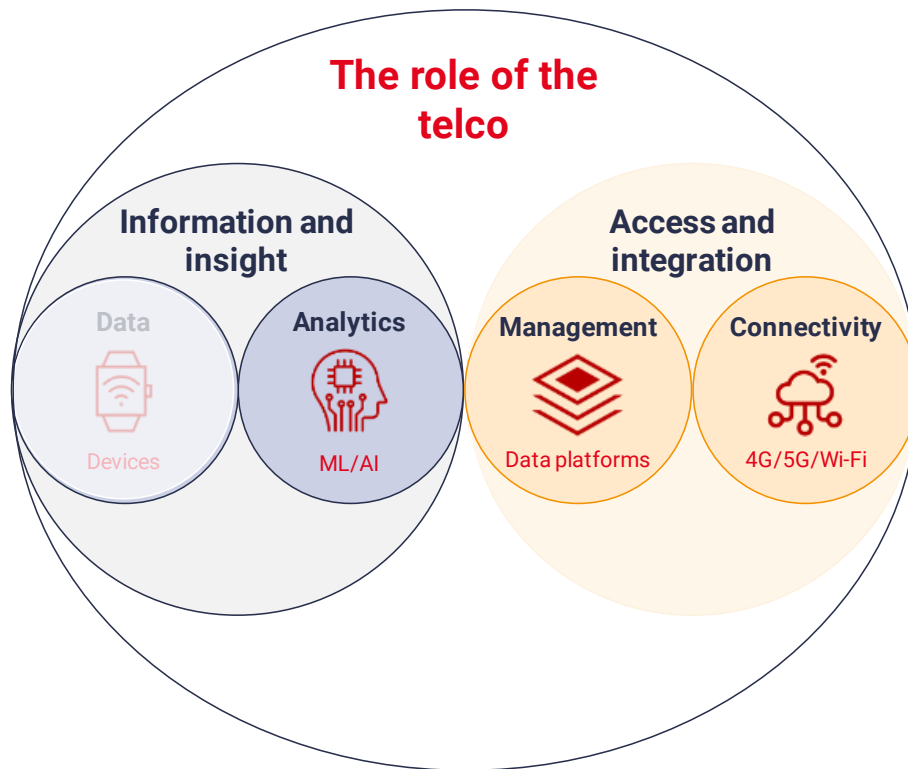 The role of the
telco
Information and
insight
Access and
integration
Data
Analytics
Management
Connectivity
Devices
ML/AI
Data platforms
4G/5G/Wi-Fi